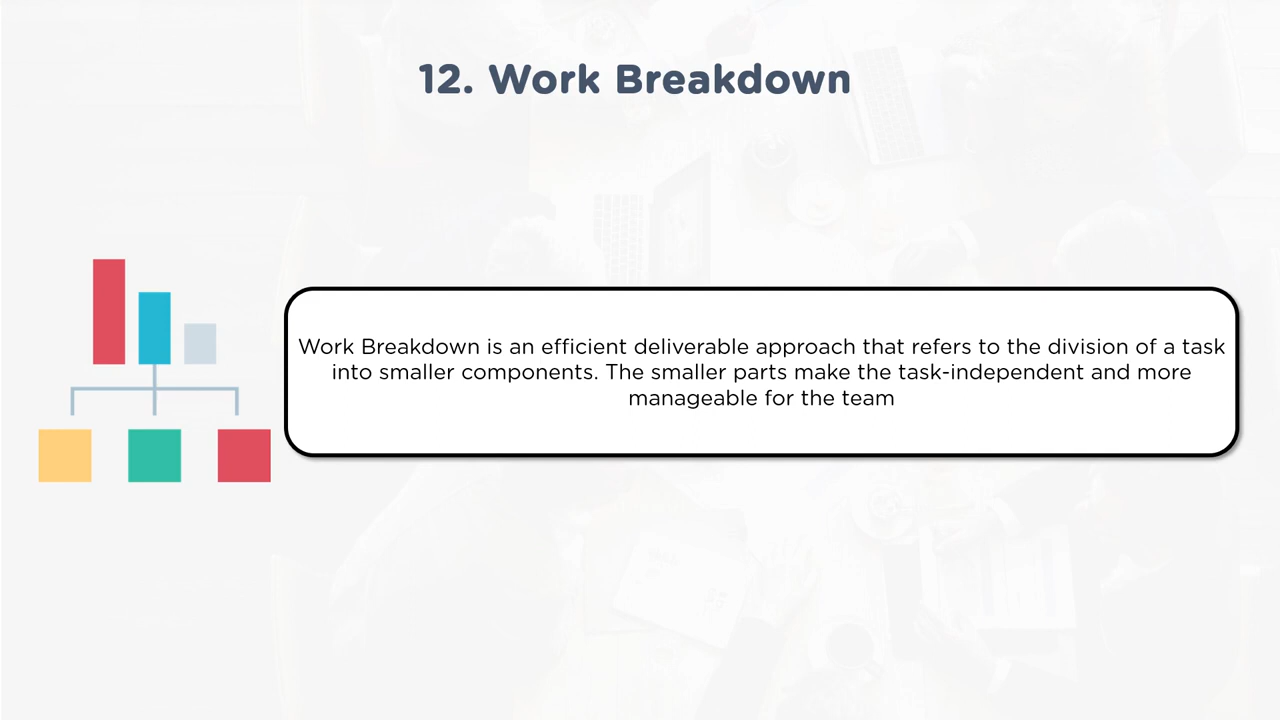 12. Work Breakdown
Work Breakdown is an efficient deliverable approach that refers to the division of a task
into smaller components. The smaller parts make the task-independent and more
manageable for the team